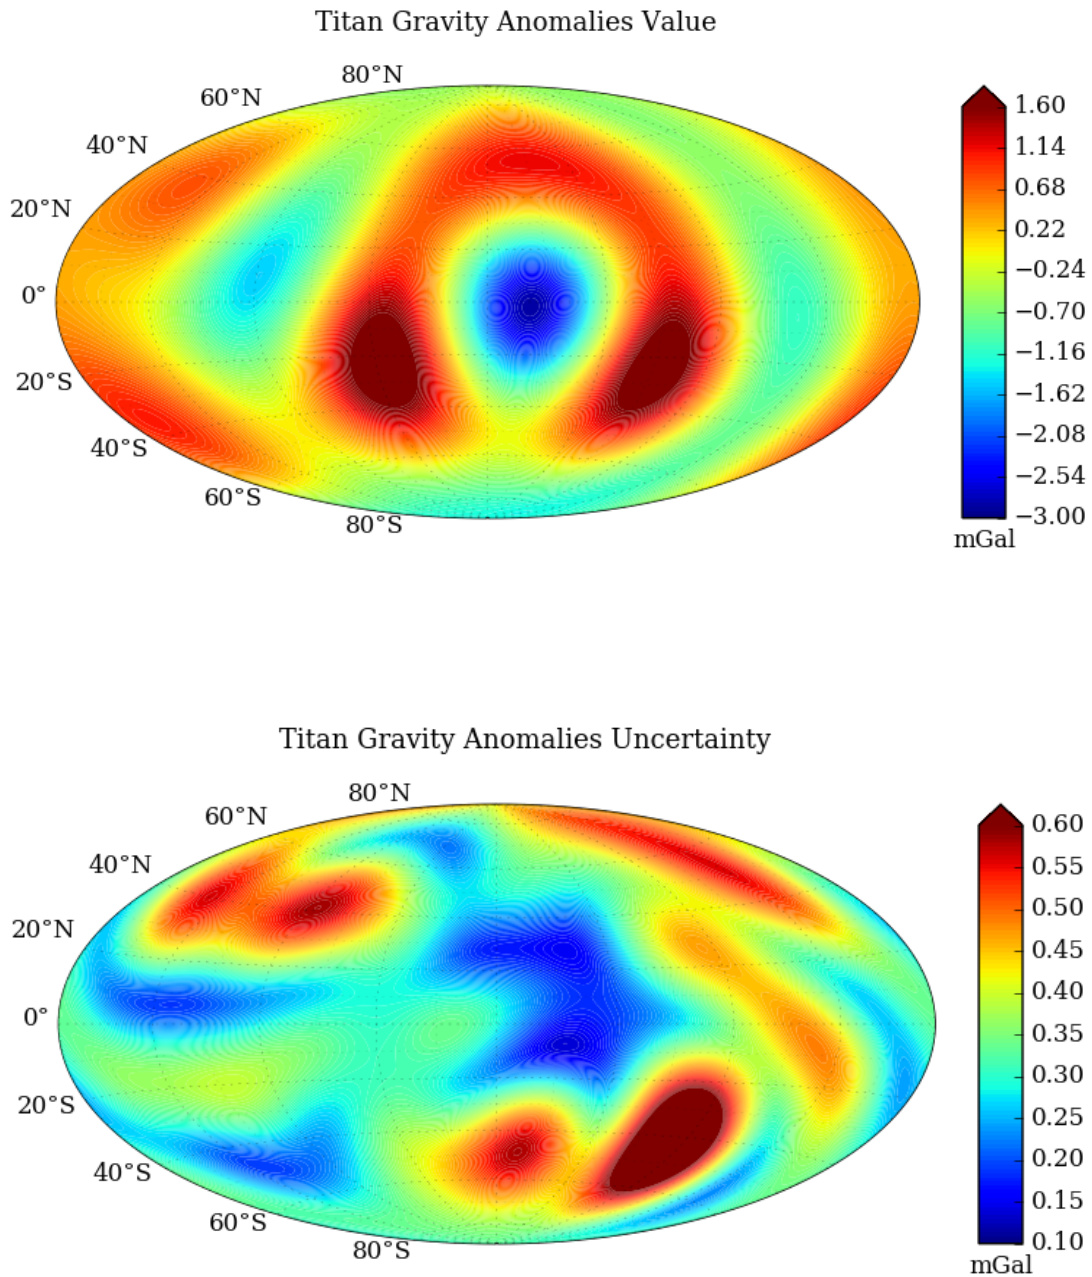 Titan Gravity Anomalies Value
80°N
60°N
40°N
20°N
0°
20°S
40°S
60°S
80°S
1.60
1.14
0.68
0.22
−0.24
−0.70
−1.16
−1.62
−2.08
−2.54
−3.00
mGal
Titan Gravity Anomalies Uncertainty
80°N
60°N
40°N
20°N
0°
20°S
40°S
60°S
80°S
0.60
0.55
0.50
0.45
0.40
0.35
0.30
0.25
0.20
0.15
0.10
mGal